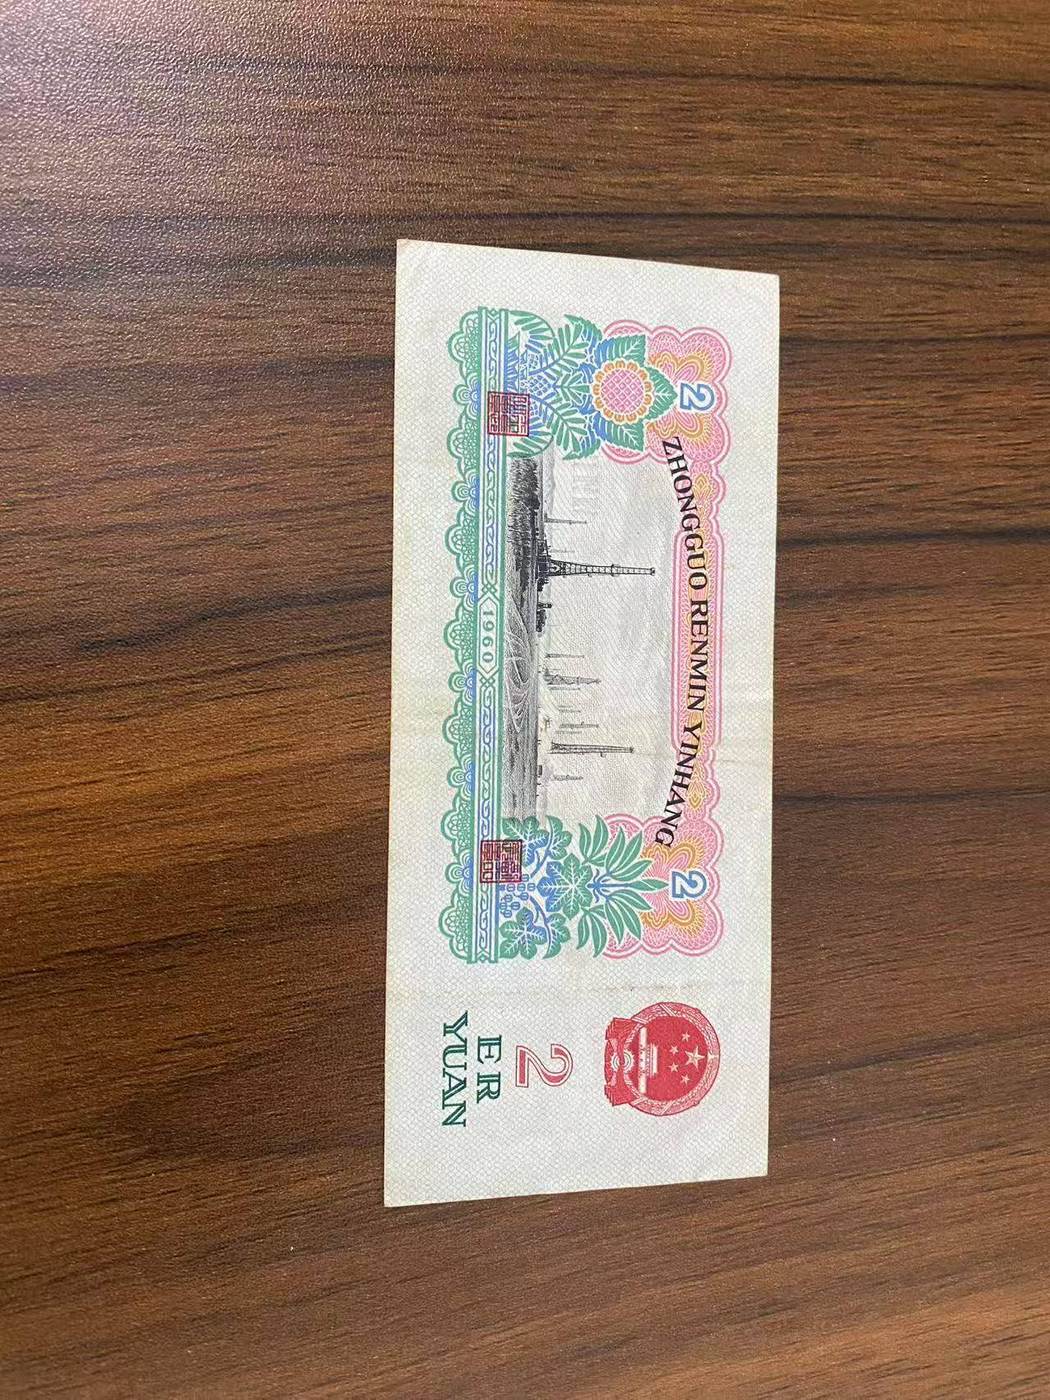 2
2
ZHONGGUO RENMIN YINHANG
1960
2
ER
YUAN